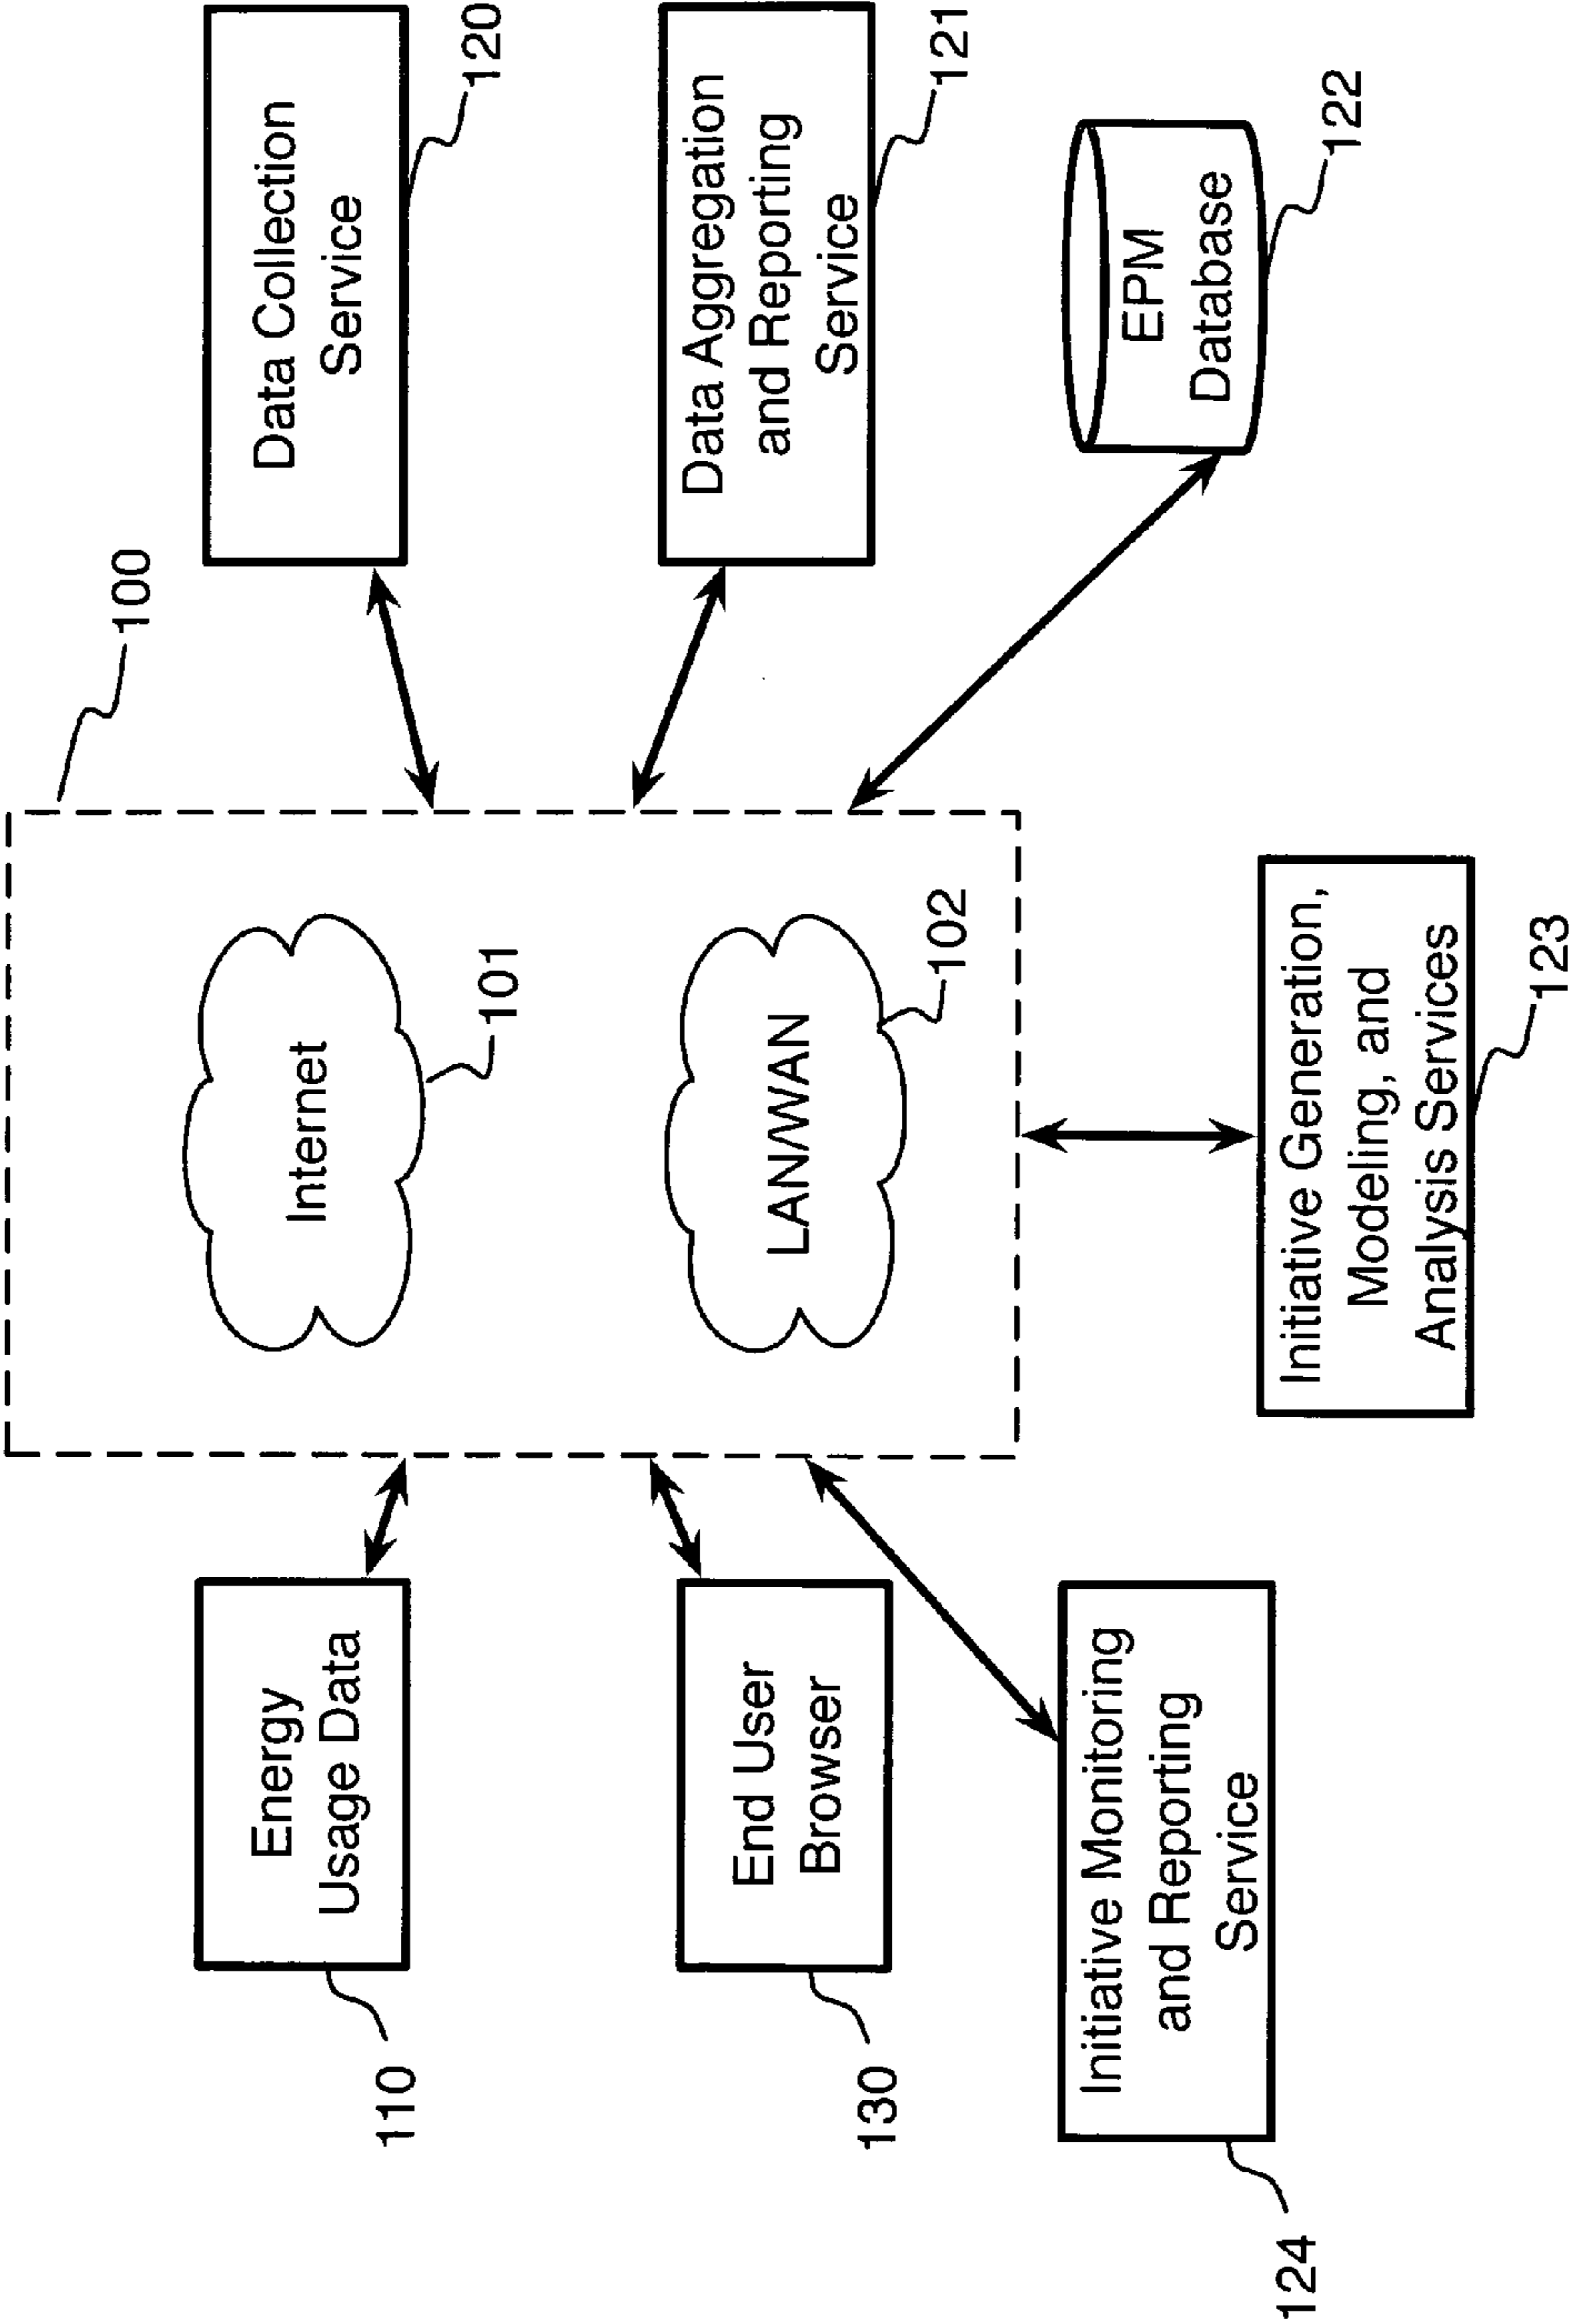 100
Energy
Usage Data
110
Internet
101
Data Collection
Service
120
End User
Browser
130
LAN/WAN
102
Data Aggregation
and Reporting
Service
121
Initiative Monitoring
and Reporting
Service
124
Initiative Generation,
Modeling, and
Analysis Services
123
EPM
Database
122